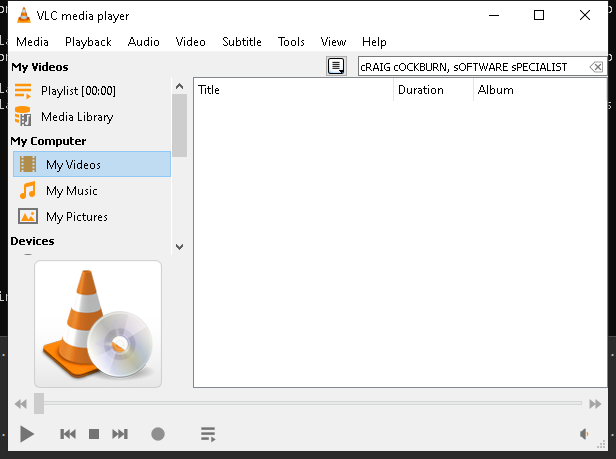 VLC media player
Media Playback Audio Video Subtitle Tools View Help
My Videos
cRAIG cOCKBURN, sOFTWARE sPECIALIST
Playlist [00:00]
Media Library
My Computer
My Videos
My Music
My Pictures
Devices
Title Duration Album